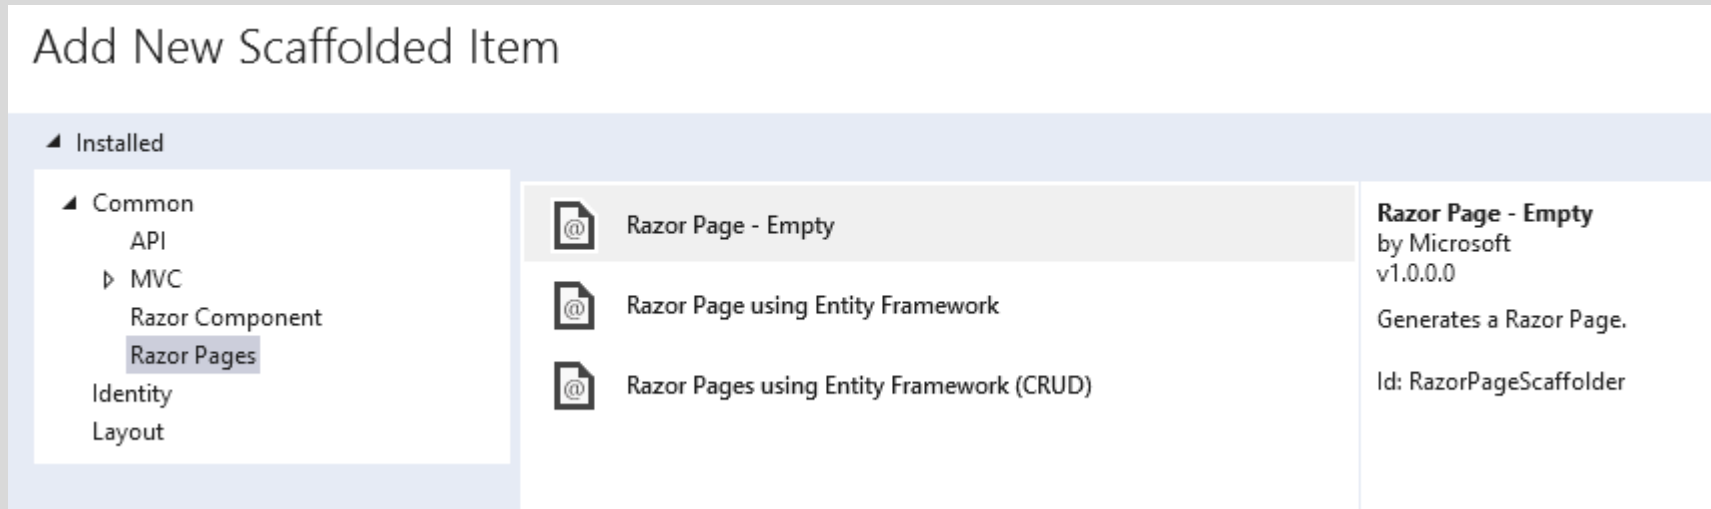 Add New Scaffolded Item
Installed
Common
API
MVC
Razor Component
Razor Pages
Identity
Layout
@ Razor Page - Empty
@ Razor Page using Entity Framework
@ Razor Pages using Entity Framework (CRUD)
Razor Page - Empty
by Microsoft
v1.0.0.0
Generates a Razor Page.
Id: RazorPageScaffolder